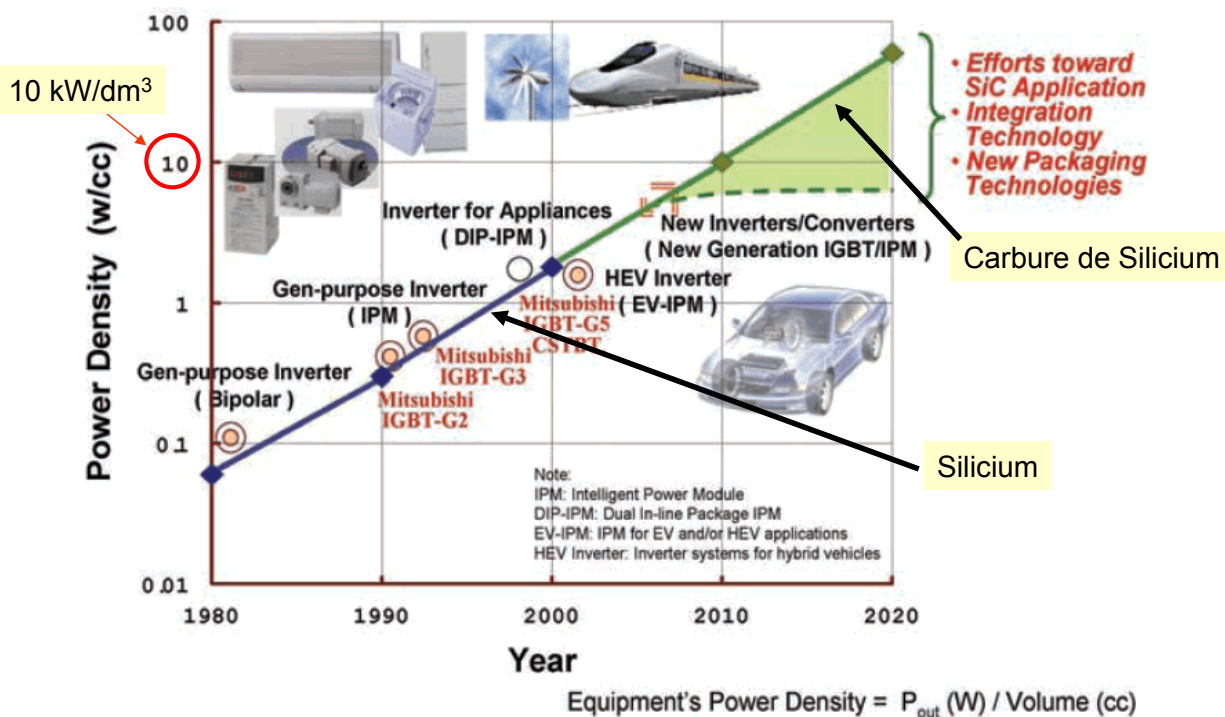 100
10 kW/dm³
10
1
0.1
0.01
Power Density (w/cc)
• Efforts toward
SiC Application
• Integration
Technology
• New Packaging
Technologies
Inverter for Appliances
( DIP-IPM )
New Inverters/Converters
( New Generation IGBT/IPM )
Carbure de Silicium
Gen-purpose Inverter
( IPM )
HEV Inverter
( EV-IPM )
Mitsubishi
IGBT-G5
CSTBT
Mitsubishi
IGBT-G3
Gen-purpose Inverter
( Bipolar )
Mitsubishi
IGBT-G2
Silicium
Note:
IPM: Intelligent Power Module
DIP-IPM: Dual In-line Package IPM
EV-IPM: IPM for EV and/or HEV applications
HEV Inverter: Inverter systems for hybrid vehicles
1980 1990 2000 2010 2020
Year
Equipment's Power Density = Pout (W) / Volume (cc)